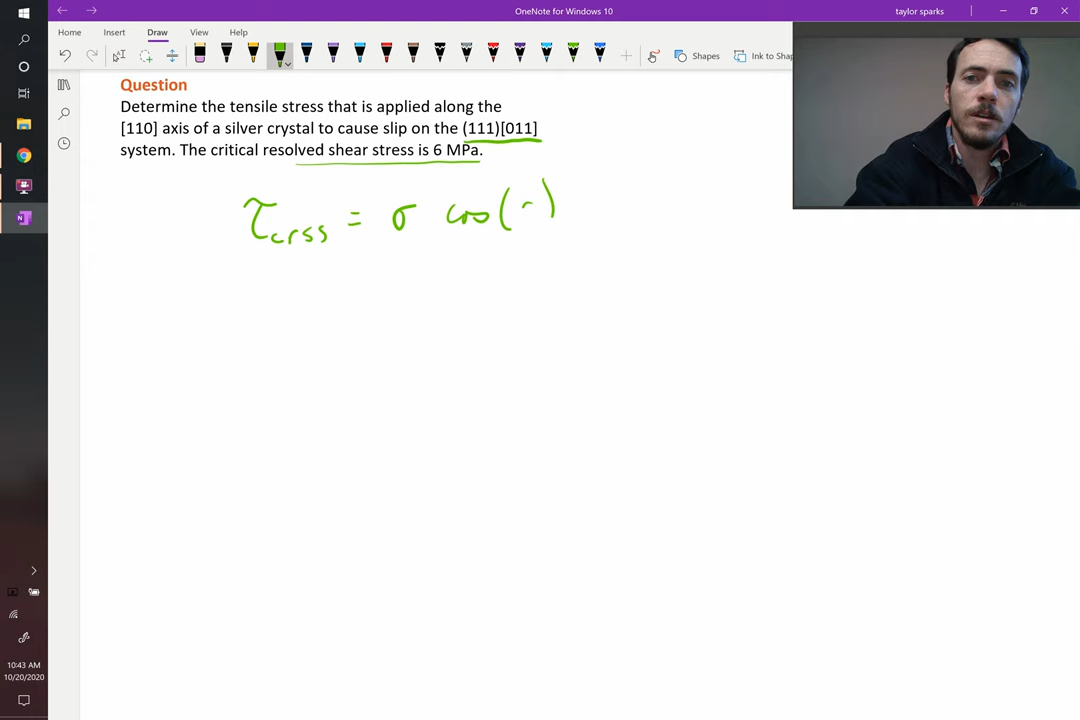 OneNote for Windows 10
taylor sparks
Home Insert Draw View Help
Shapes
Ink to Shap
Question
Determine the tensile stress that is applied along the
[110] axis of a silver crystal to cause slip on the (111)[011]
system. The critical resolved shear stress is 6 MPa.
τcrss = σ cos(
10:43 AM
10/20/2020